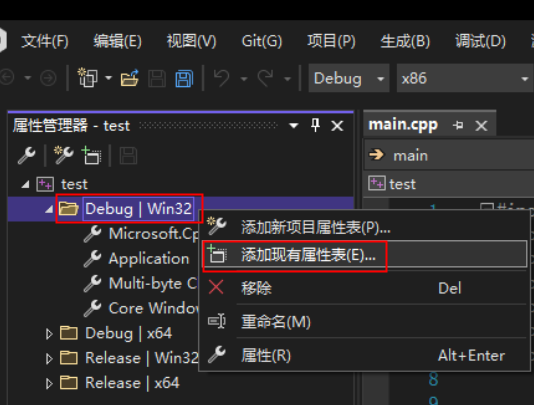 文件(F) 编辑(E) 视图(V) Git(G) 项目(P) 生成(B) 调试(D)
Debug x86
属性管理器 - test
main.cpp
main
test
test
Debug | Win32
1
添加新项目属性表(P)...
Microsoft.Cp
添加现有属性表(E)...
Application
移除 Del
Multi-byte C
重命名(M)
Core Windov
属性(R) Alt+Enter
Debug | x64
Release | Win32
Release | x64
8
9